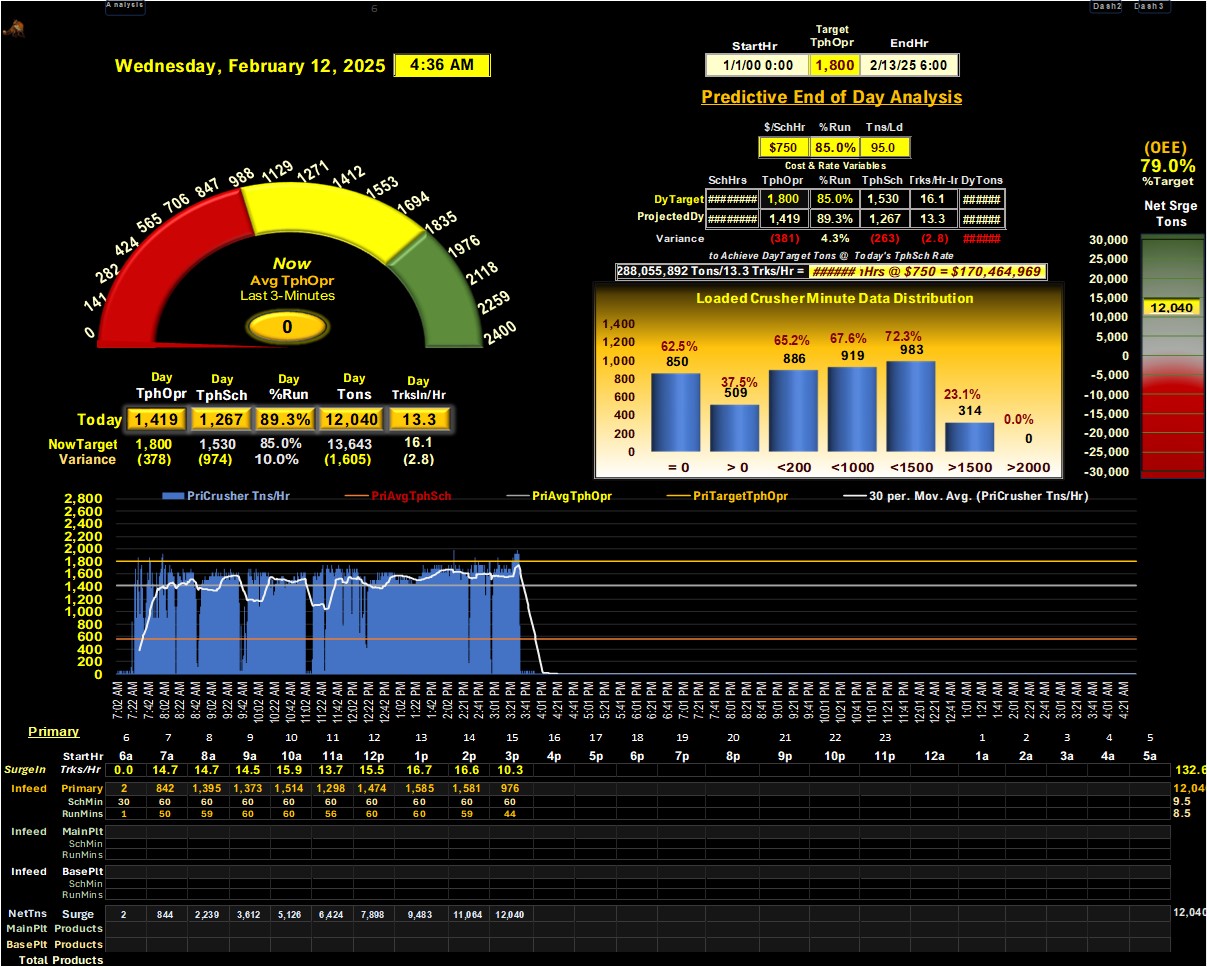 Analysis
6
Dash2 Dash3
Wednesday, February 12, 2025 4:36 AM
StartHr Target TphOpr EndHr
1/1/00 0:00 1,800 2/13/25 6:00
Predictive End of Day Analysis
$/SchHr %Run Tns/Ld
$750 85.0% 95.0
Cost & Rate Variables
SchHrs TphOpr %Run TphSch Trks/Hr-Ir DyTons
DyTarget ######## 1,800 85.0% 1,530 16.1 ######
ProjectedDy ######## 1,419 89.3% 1,267 13.3 ######
Variance (381) 4.3% (263) (2.8) ######
to Achieve DayTarget Tons @ Today's TphSch Rate
288,055,892 Tons/13.3 Trks/Hr = ###### Hrs @ $750 = $170,464,969
(OEE)
79.0%
%Target
Net Srge
Tons
30,000
25,000
20,000
15,000
12,040
10,000
5,000
0
-5,000
-10,000
-15,000
-20,000
-25,000
-30,000
0
141
282
424
565
706
847
988
1129
1271
1412
1553
1694
1835
1976
2118
2259
2400
Now
Avg TphOpr
Last 3-Minutes
0
Day Day Day Day Day
TphOpr TphSch %Run Tons TrksIn/Hr
Today 1,419 1,267 89.3% 12,040 13.3
NowTarget 1,800 1,530 85.0% 13,643 16.1
Variance (378) (974) 10.0% (1,605) (2.8)
Loaded Crusher Minute Data Distribution
1,400
1,200
1,000
800
600
400
200
0
62.5% 37.5% 65.2% 67.6% 72.3% 23.1% 0.0%
850 509 886 919 983 314 0
= 0 > 0 <200 <1000 <1500 >1500 >2000
PriCrusher Tns/Hr PriAvgTphSch PriAvgTphOpr PriTargetTphOpr 30 per. Mov. Avg. (PriCrusher Tns/Hr)
2,800
2,600
2,400
2,200
2,000
1,800
1,600
1,400
1,200
1,000
800
600
400
200
0
7:02 AM 7:22 AM 7:42 AM 8:02 AM 8:22 AM 8:42 AM 9:02 AM 9:22 AM 9:42 AM 10:02 AM 10:22 AM 10:42 AM 11:02 AM 11:22 AM 11:42 AM 12:02 PM 12:22 PM 12:42 PM 1:02 PM 1:22 PM 1:41 PM 2:02 PM 2:21 PM 2:41 PM 3:01 PM 3:21 PM 3:41 PM 4:01 PM 4:21 PM 4:41 PM 5:01 PM 5:21 PM 5:41 PM 6:01 PM 6:21 PM 6:41 PM 7:01 PM 7:21 PM 7:41 PM 8:01 PM 8:21 PM 8:41 PM 9:01 PM 9:21 PM 9:41 PM 10:01 PM 10:21 PM 10:41 PM 11:01 PM 11:21 PM 11:41 PM 12:01 AM 12:21 AM 12:41 AM 1:01 AM 1:21 AM 1:41 AM 2:01 AM 2:21 AM 2:41 AM 3:01 AM 3:21 AM 3:41 AM 4:01 AM 4:21 AM
Primary 6 7 8 9 10 11 12 13 14 15 16 17 18 19 20 21 22 23 1 2 3 4 5
StartHr 6a 7a 8a 9a 10a 11a 12p 1p 2p 3p 4p 5p 6p 7p 8p 9p 10p 11p 12a 1a 2a 3a 4a 5a
SurgeIn Trks/Hr 0.0 14.7 14.7 14.5 15.9 13.7 15.5 16.7 16.6 10.3 132.6
Infeed Primary 2 842 1,395 1,373 1,514 1,298 1,474 1,585 1,581 976 12,040
SchMin 30 60 60 60 60 60 60 60 60 60 9.5
RunMins 1 50 59 60 60 56 60 60 59 44 8.5
Infeed MainPlt
SchMin
RunMins
Infeed BasePlt
SchMin
RunMins
NetTns Surge 2 844 2,239 3,612 5,126 6,424 7,898 9,483 11,064 12,040 12,040
MainPlt Products
BasePlt Products
Total Products